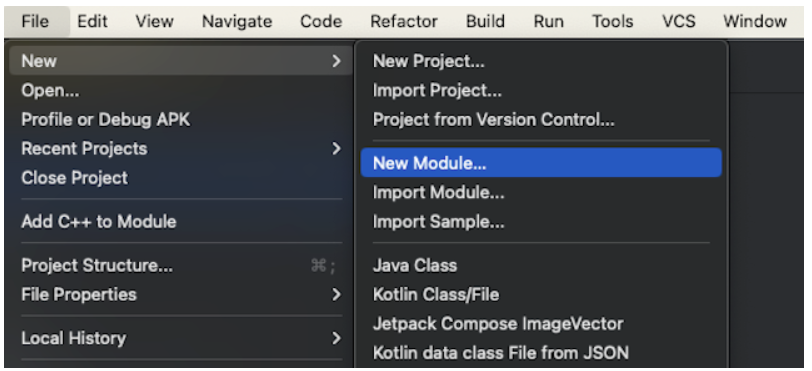 File Edit View Navigate Code Refactor Build Run Tools VCS Window
New >
Open...
Profile or Debug APK
Recent Projects >
Close Project
Add C++ to Module
Project Structure... ⌘ ;
File Properties >
Local History >
New Project...
Import Project...
Project from Version Control...
New Module...
Import Module...
Import Sample...
Java Class
Kotlin Class/File
Jetpack Compose ImageVector
Kotlin data class File from JSON